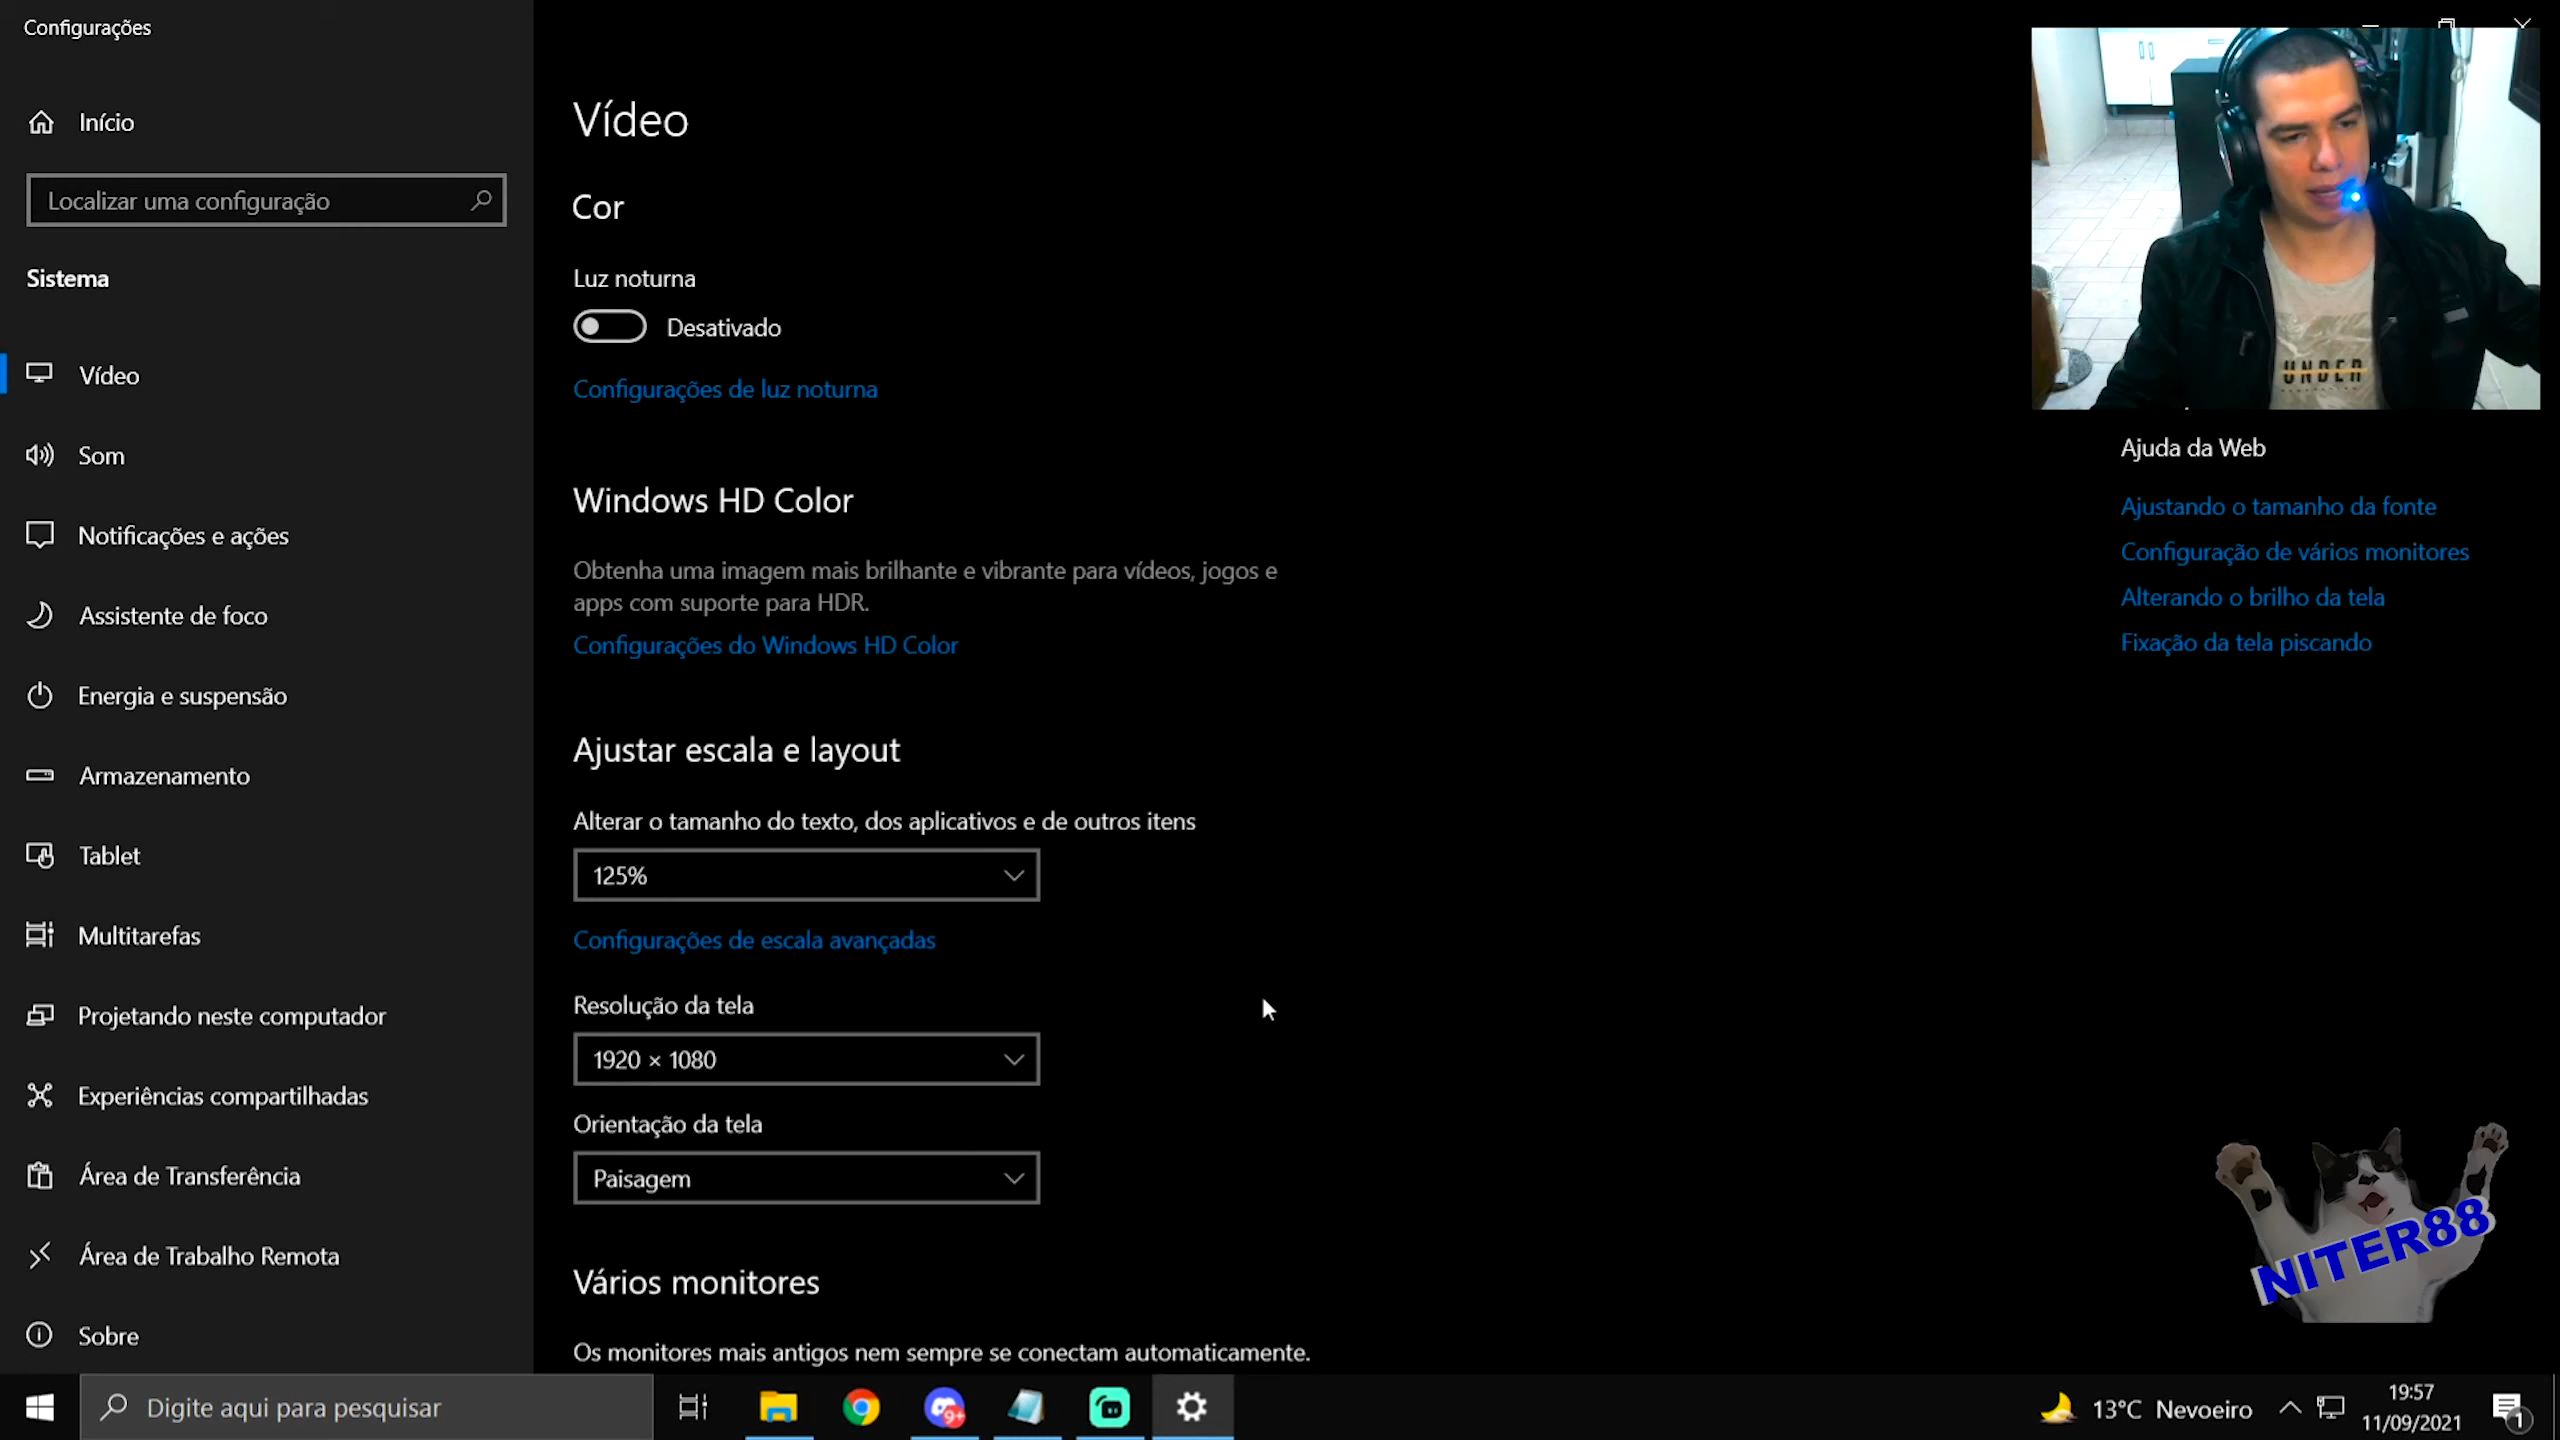 Configurações
Início
Localizar uma configuração
Sistema
Vídeo
Som
Notificações e ações
Assistente de foco
Energia e suspensão
Armazenamento
Tablet
Multitarefas
Projetando neste computador
Experiências compartilhadas
Área de Transferência
Área de Trabalho Remota
Sobre
Vídeo
Cor
Luz noturna
Desativado
Configurações de luz noturna
Windows HD Color
Obtenha uma imagem mais brilhante e vibrante para vídeos, jogos e
apps com suporte para HDR.
Configurações do Windows HD Color
Ajustar escala e layout
Alterar o tamanho do texto, dos aplicativos e de outros itens
125%
Configurações de escala avançadas
Resolução da tela
1920 × 1080
Orientação da tela
Paisagem
Vários monitores
Os monitores mais antigos nem sempre se conectam automaticamente.
UNDER
Ajuda da Web
Ajustando o tamanho da fonte
Configuração de vários monitores
Alterando o brilho da tela
Fixação da tela piscando
NITER88
Digite aqui para pesquisar
9+
13°C Nevoeiro
19:57
11/09/2021
1